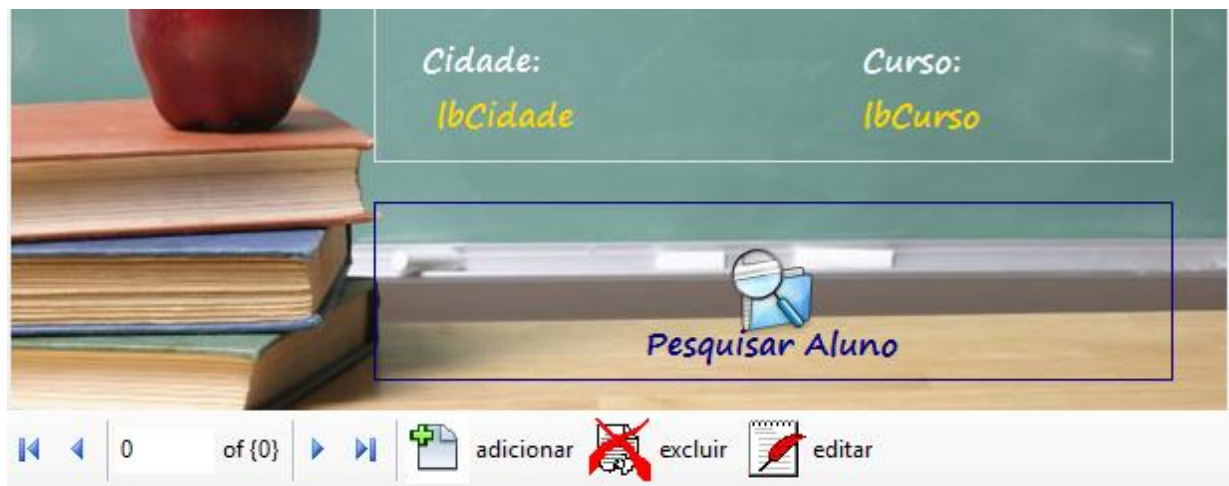 Cidade: Curso:
lbCidade lbCurso
Pesquisar Aluno
0 of {0} adicionar excluir editar